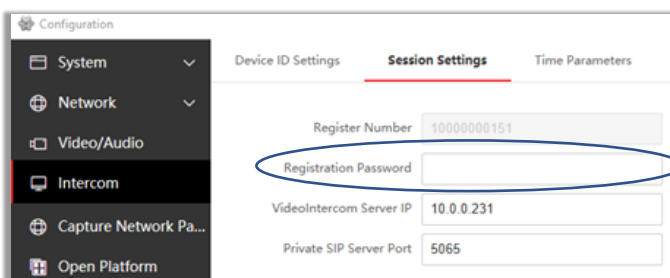 Configuration
System
Network
Video/Audio
Intercom
Capture Network Pa...
Open Platform
Device ID Settings Session Settings Time Parameters
Register Number 10000000151
Registration Password
VideoIntercom Server IP 10.0.0.231
Private SIP Server Port 5065